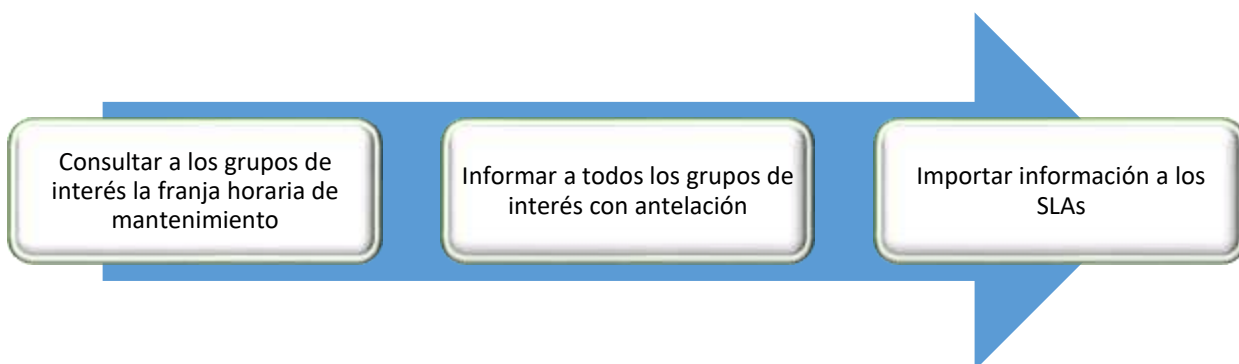 Consultar a los grupos de
interés la franja horaria de
mantenimiento
Informar a todos los grupos de
interés con antelación
Importar información a los
SLAs